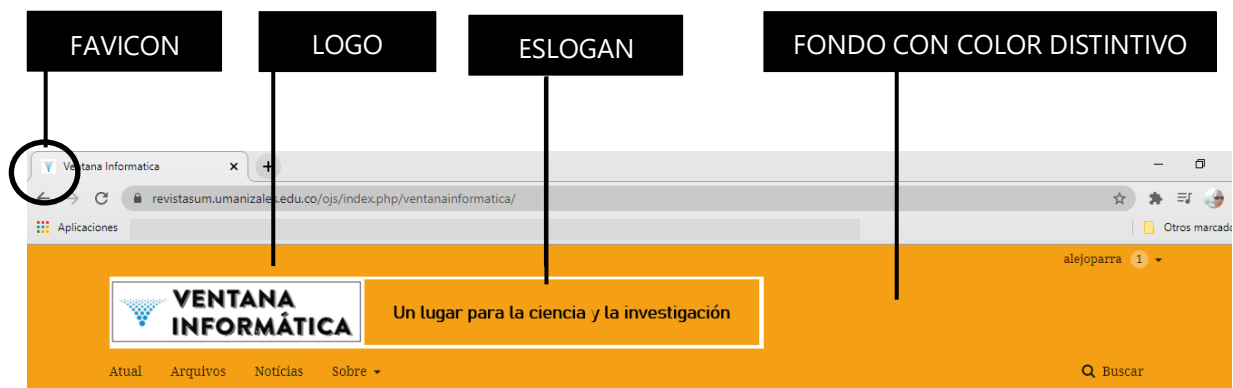 FAVICON
LOGO
ESLOGAN
FONDO CON COLOR DISTINTIVO
Ventana Informatica
revistasum.umanizales.edu.co/ojs/index.php/ventanainformatica/
Aplicaciones
Otros marcado
alejoparra 1
VENTANA
INFORMÁTICA
Un lugar para la ciencia y la investigación
Atual Arquivos Notícias Sobre
Buscar